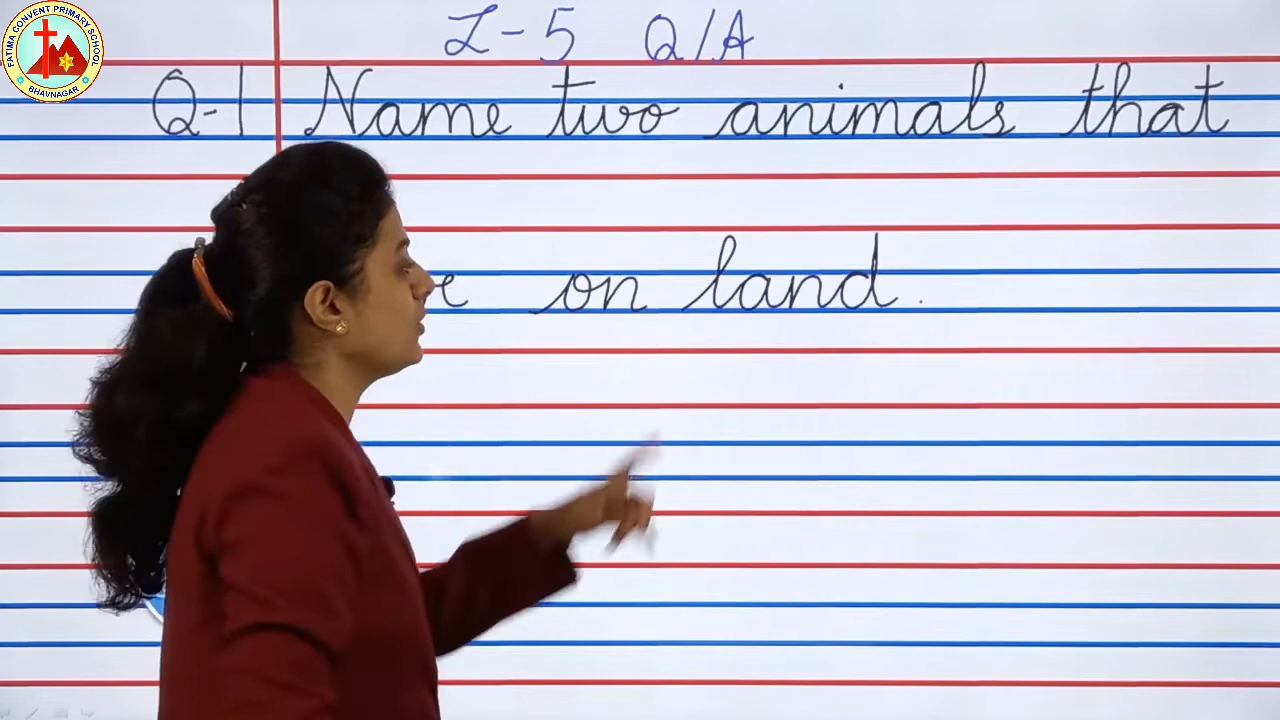 FATIMA CONVENT PRIMARY SCHOOL
BHAVNAGAR
L-5 Q/A
Q-1 Name two animals that
on land.